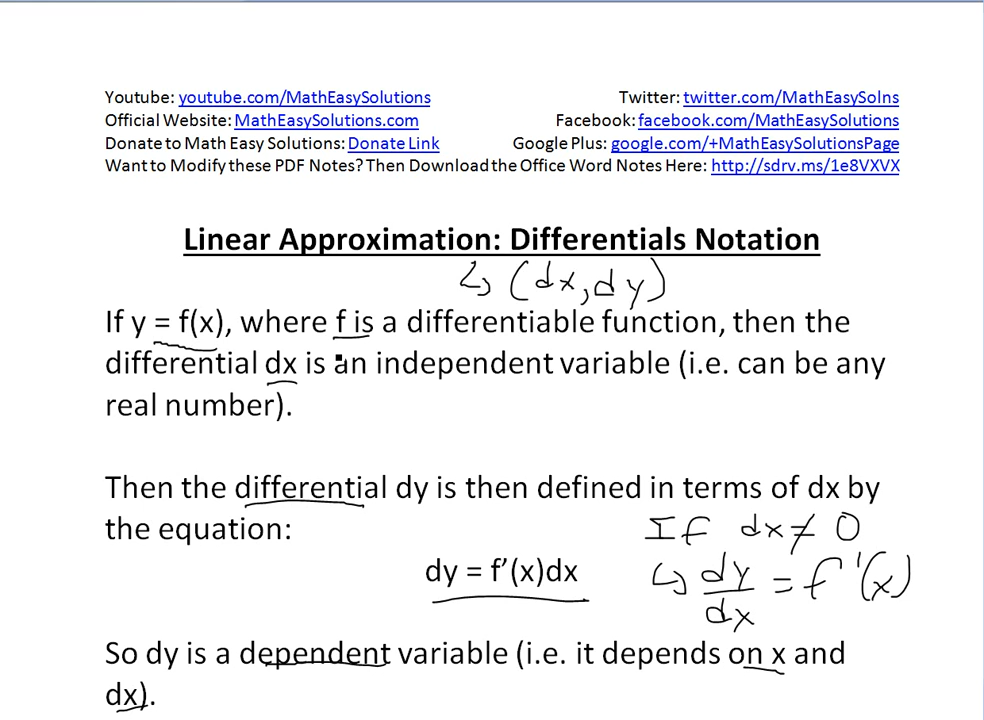 Youtube: youtube.com/MathEasySolutions Twitter: twitter.com/MathEasySolns
Official Website: MathEasySolutions.com Facebook: facebook.com/MathEasySolutions
Donate to Math Easy Solutions: Donate Link Google Plus: google.com/+MathEasySolutionsPage
Want to Modify these PDF Notes? Then Download the Office Word Notes Here: http://sdrv.ms/1e8VXVX
Linear Approximation: Differentials Notation
↳ (dx, dy)
If y = f(x), where f is a differentiable function, then the
differential dx is an independent variable (i.e. can be any
real number).
Then the differential dy is then defined in terms of dx by
the equation:
If dx ≠ 0
dy = f'(x)dx
↳ dy/dx = f'(x)
So dy is a dependent variable (i.e. it depends on x and
dx).